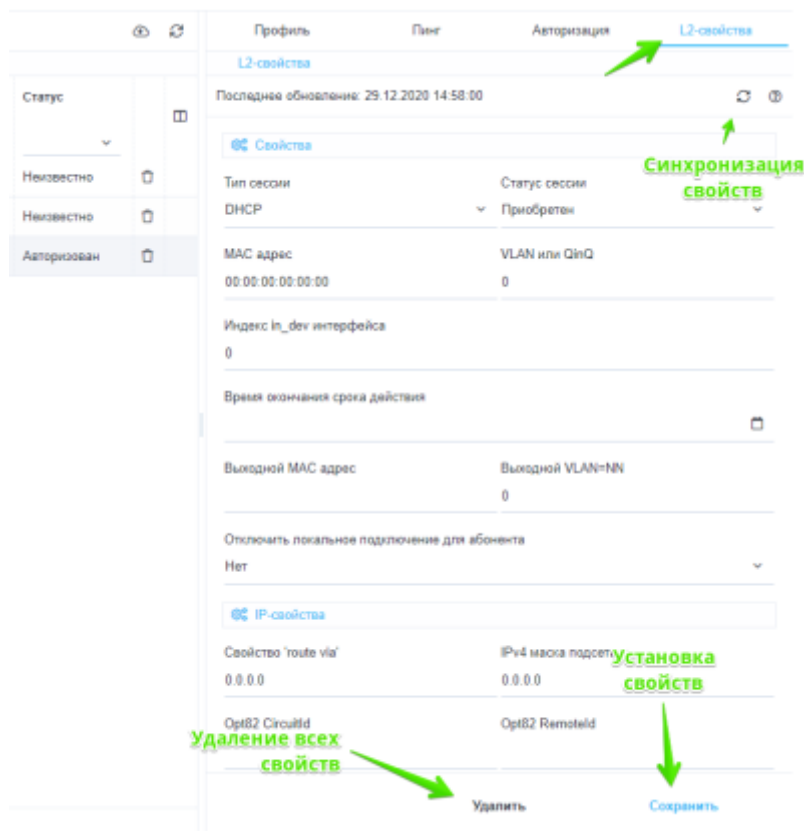 Профиль Пинг Авторизация L2-свойства
L2-свойства
Статус
Последнее обновление: 29.12.2020 14:58:00
Свойства
Синхронизация
свойств
Неизвестно
Неизвестно
Авторизован
Тип сессии Статус сессии
DHCP Приобретен
MAC адрес VLAN или QinQ
00:00:00:00:00:00 0
Индекс in_dev интерфейса
0
Время окончания срока действия
Выходной MAC адрес Выходной VLAN=NN
0
Отключить локальное подключение для абонента
Нет
IP-свойства
Свойство 'route via' IPv4 маска подсети
0.0.0.0 0.0.0.0
Установка
свойств
Opt82 CircuitId Opt82 RemoteId
Удаление всех
свойств
Удалить Сохранить